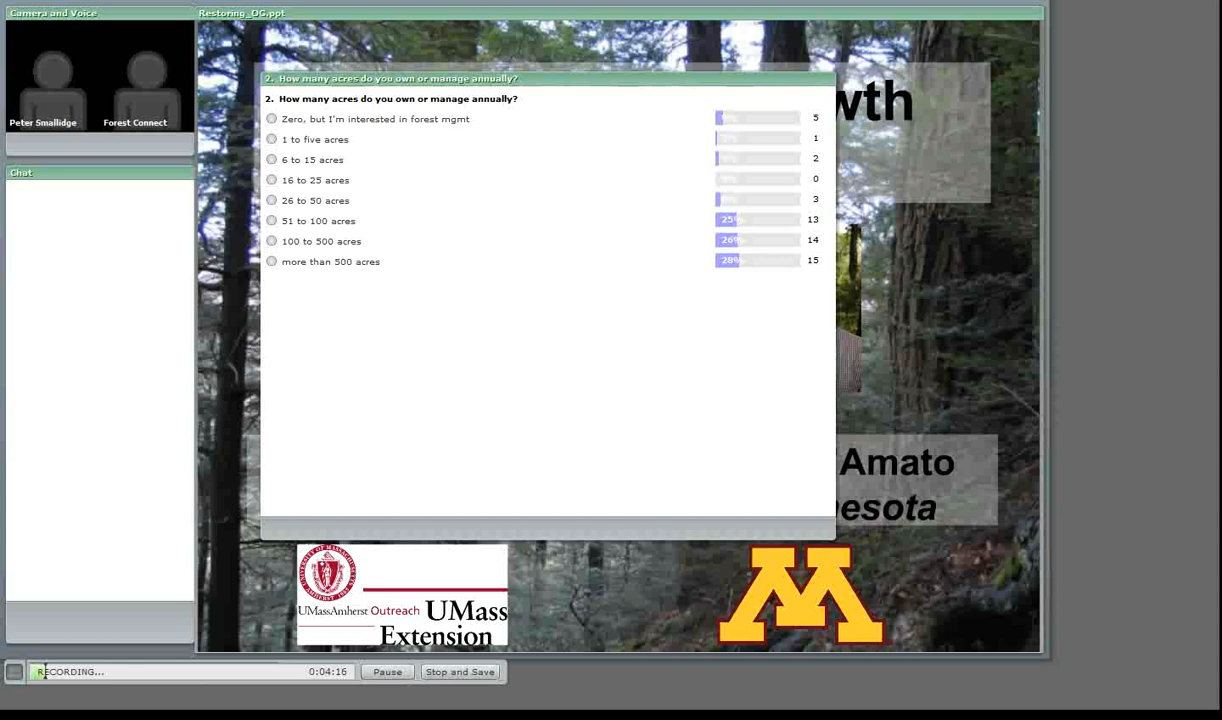 Camera and Voice
Restoring_OG.ppt
Peter Smallidge
Forest Connect
Chat
2. How many acres do you own or manage annually?
2. How many acres do you own or manage annually?
Zero, but I'm interested in forest mgmt 5
1 to five acres 1
6 to 15 acres 2
16 to 25 acres 0
26 to 50 acres 3
51 to 100 acres 25% 13
100 to 500 acres 26% 14
more than 500 acres 28% 15
wth
Amato
nesota
UMassAmherst Outreach UMass
Extension
M
RECORDING... 0:04:16 Pause Stop and Save